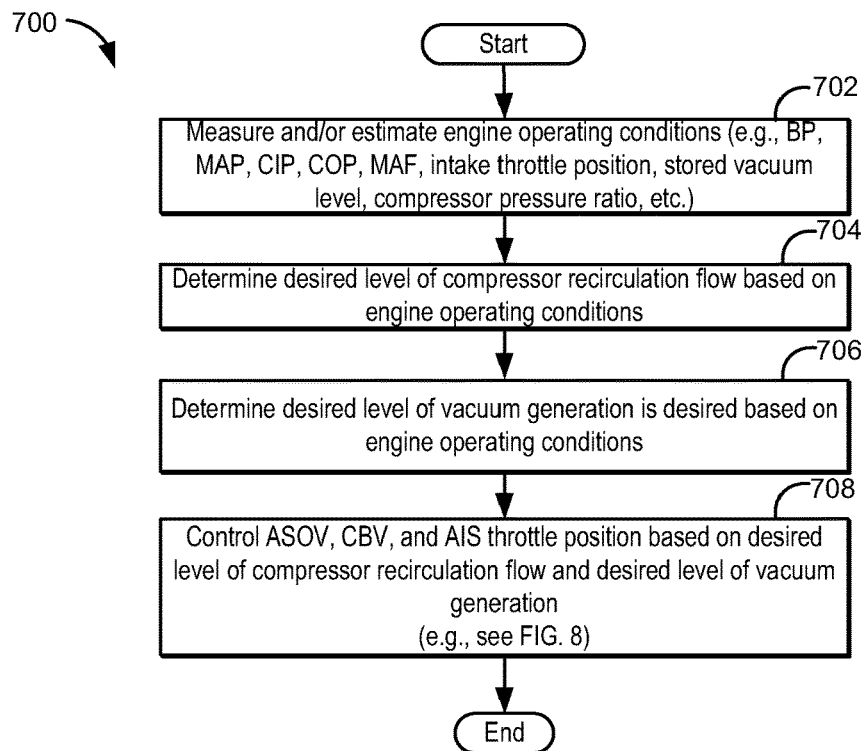 700
Start
702
Measure and/or estimate engine operating conditions (e.g., BP,
MAP, CIP, COP, MAF, intake throttle position, stored vacuum
level, compressor pressure ratio, etc.)
704
Determine desired level of compressor recirculation flow based on
engine operating conditions
706
Determine desired level of vacuum generation is desired based on
engine operating conditions
708
Control ASOV, CBV, and AIS throttle position based on desired
level of compressor recirculation flow and desired level of vacuum
generation
(e.g., see FIG. 8)
End